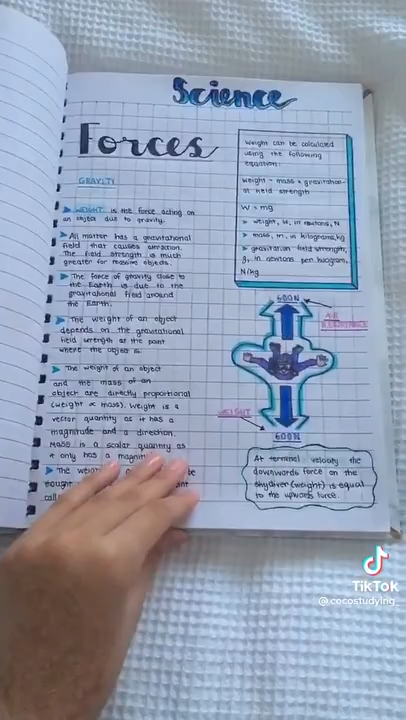 Science
Forces
GRAVITY
WEIGHT is the force acting on
an object due to gravity.
All matter has a gravitational
field that causes attraction.
The field strength is much
greater for massive objects.
The force of gravity close to
the Earth is due to the
gravitational field around
the Earth.
The weight of an object
depends on the gravitational
field strength at the point
where the object is.
The weight of an object
and the mass of an
object are directly proportional
(weight ∝ mass). Weight is a
vector quantity as it has a
magnitude and a direction.
Mass is a scalar quantity as
it only has a
The be
Weight can be calculated
using the following
equation:
weight = mass × gravitation-
al field strength
W = mg
> weight, W, in newtons, N
> mass, m, in kilograms, kg
> gravitation field strength,
g, in newtons per kilogram,
N/kg
600N
AIR
RESISTANCE
WEIGHT
600N
At terminal velocity the
downwards force on the
skydiver (weight) is equal
to the upwards force.
TikTok
@cocostudying_